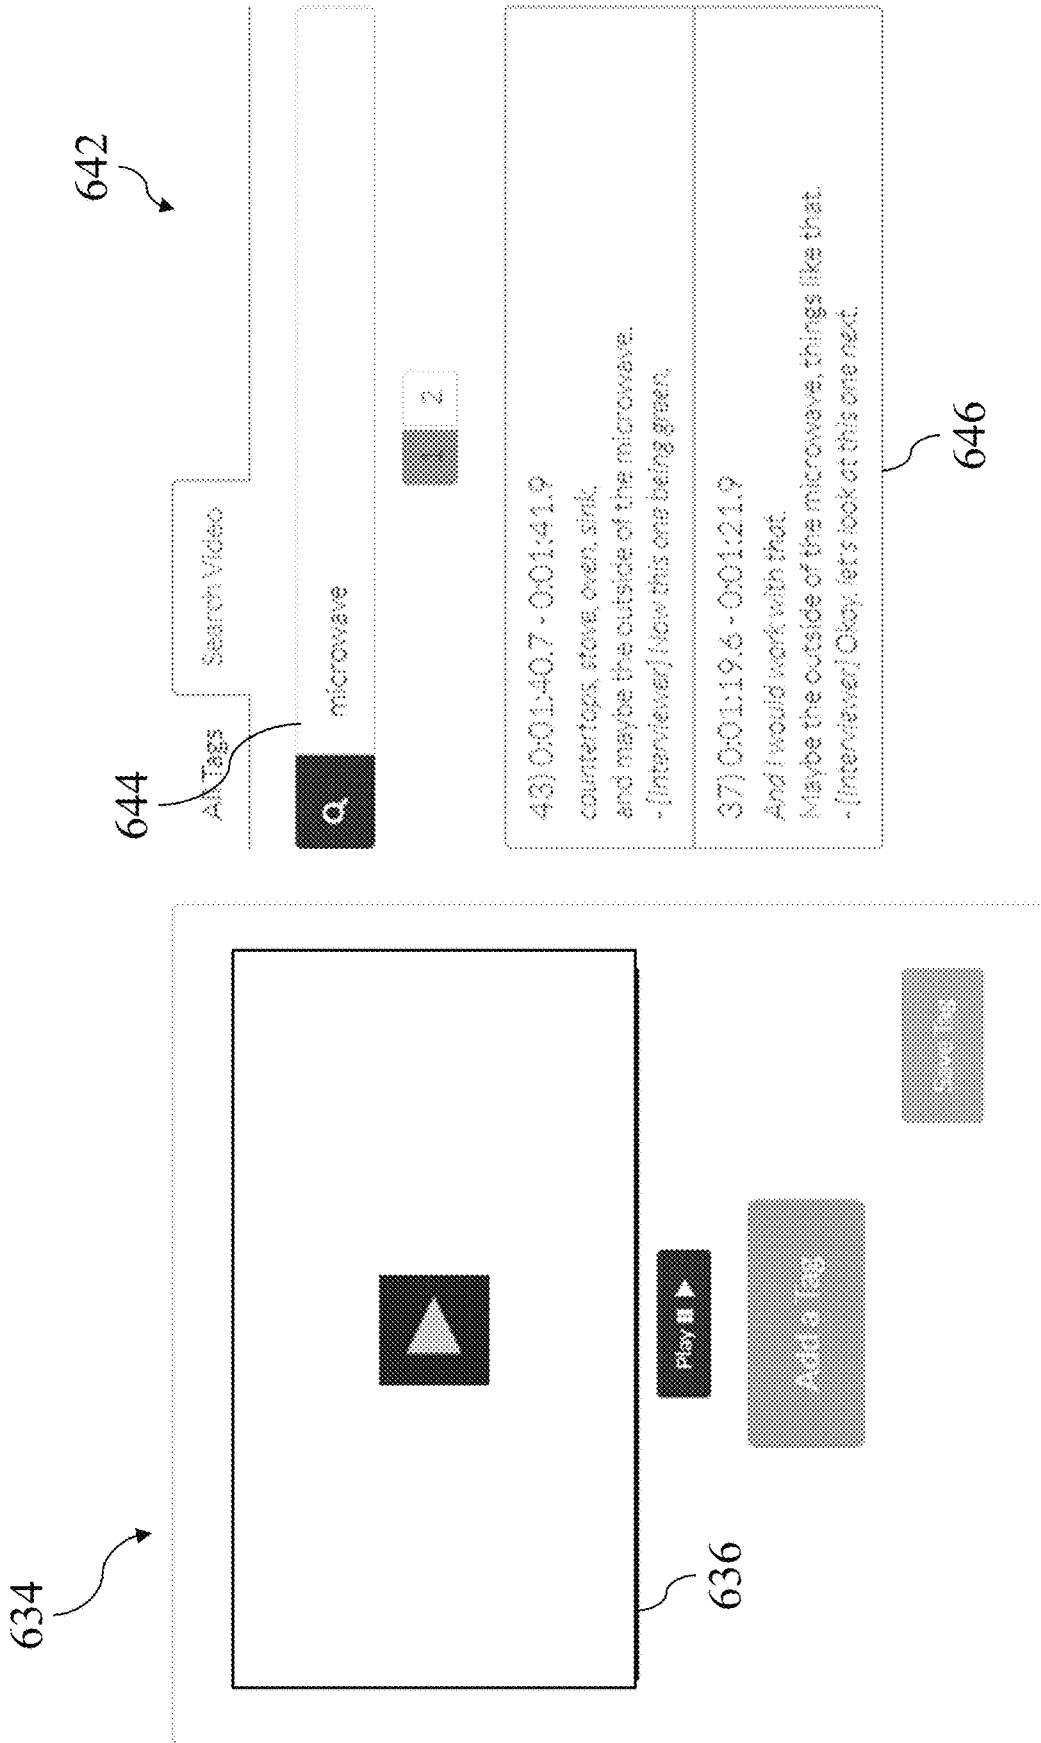 634
636
Play
Add a Tag
642
644
All Tags
Search Video
microwave
2
43) 0:01:40.7 - 0:01:41.9
countertops, stove, oven, sink,
and maybe the outside of the microwave.
- [Interviewer] Now this one being green,
37) 0:01:19.6 - 0:01:21.9
And I would work with that.
Maybe the outside of the microwave, things like that.
- [Interviewer] Okay, let's look at this one next.
646